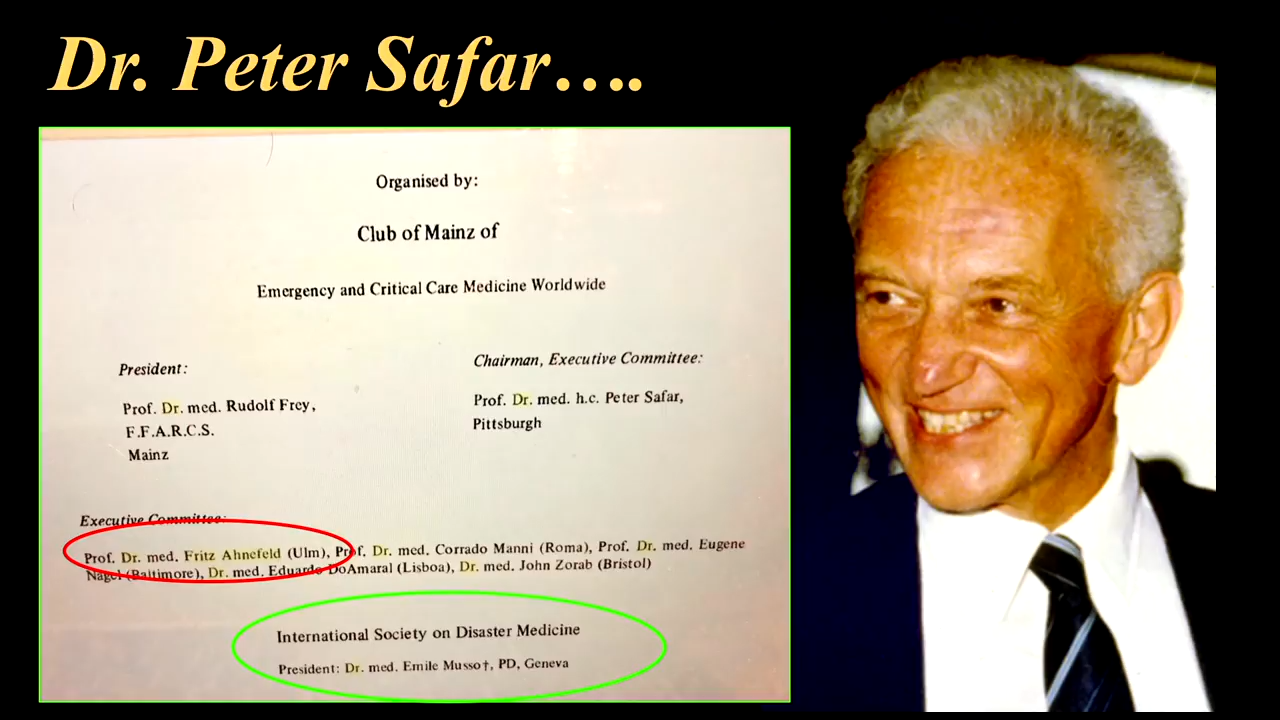 Dr. Peter Safar….
Organised by:
Club of Mainz of
Emergency and Critical Care Medicine Worldwide
President:
Prof. Dr. med. Rudolf Frey,
F.F.A.R.C.S.
Mainz
Chairman, Executive Committee:
Prof. Dr. med. h.c. Peter Safar,
Pittsburgh
Executive Committee:
Prof. Dr. med. Fritz Ahnefeld (Ulm), Prof. Dr. med. Corrado Manni (Roma), Prof. Dr. med. Eugene
Nagel (Baltimore), Dr. med. Eduardo DoAmaral (Lisboa), Dr. med. John Zorab (Bristol)
International Society on Disaster Medicine
President: Dr. med. Emile Musso†, PD, Geneva